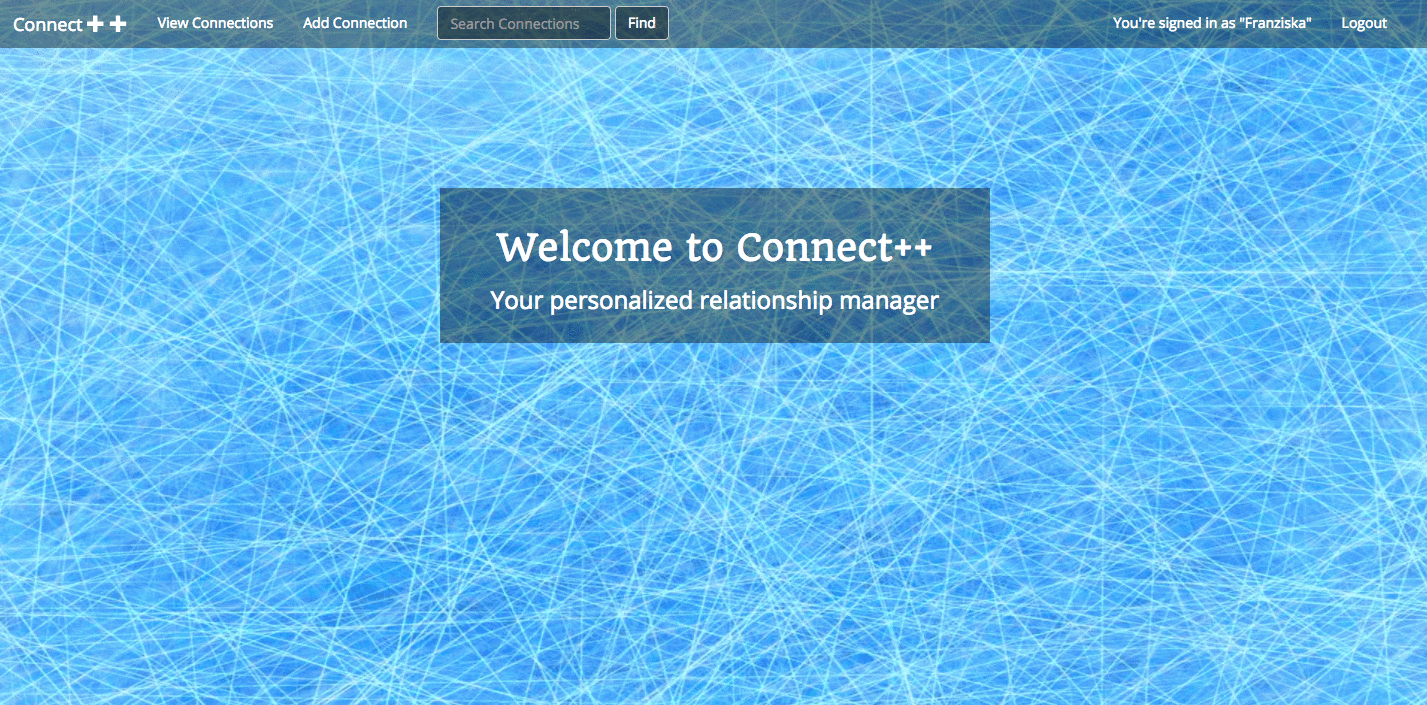 Connect ++ View Connections Add Connection Search Connections Find You're signed in as "Franziska" Logout
Welcome to Connect++
Your personalized relationship manager